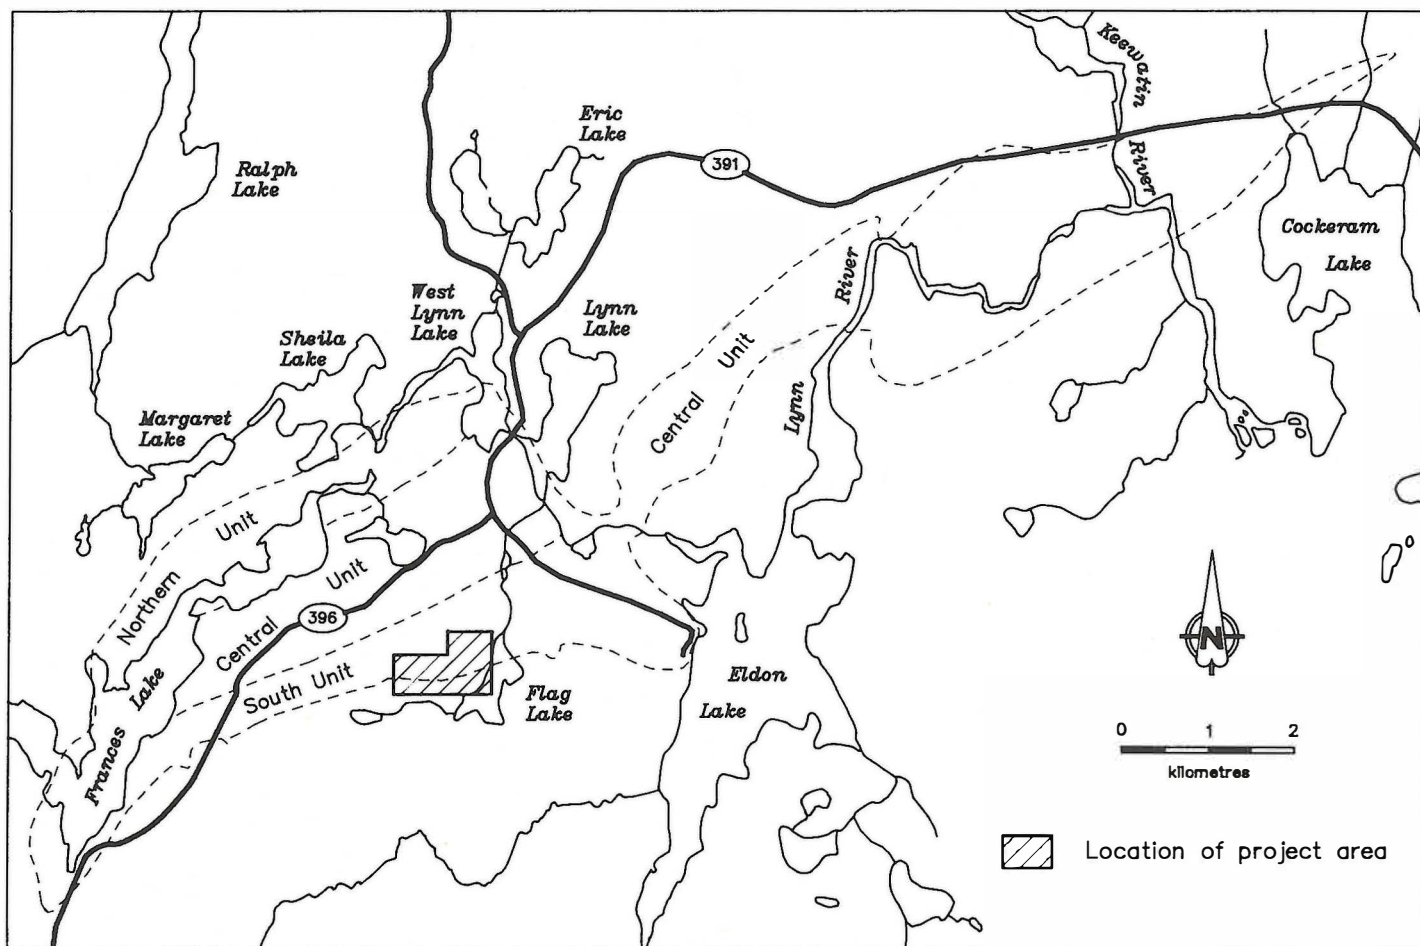 Keewatin
River
Eric
Lake
391
Ralph
Lake
Cockeram
Lake
West
Lynn
Lake
Lynn
Lake
River
Lynn
Sheila
Lake
Central Unit
Margaret
Lake
Northern Unit
Central Unit
396
South Unit
Frances Lake
Flag
Lake
Eldon
Lake
N
0 1 2
kilometres
Location of project area